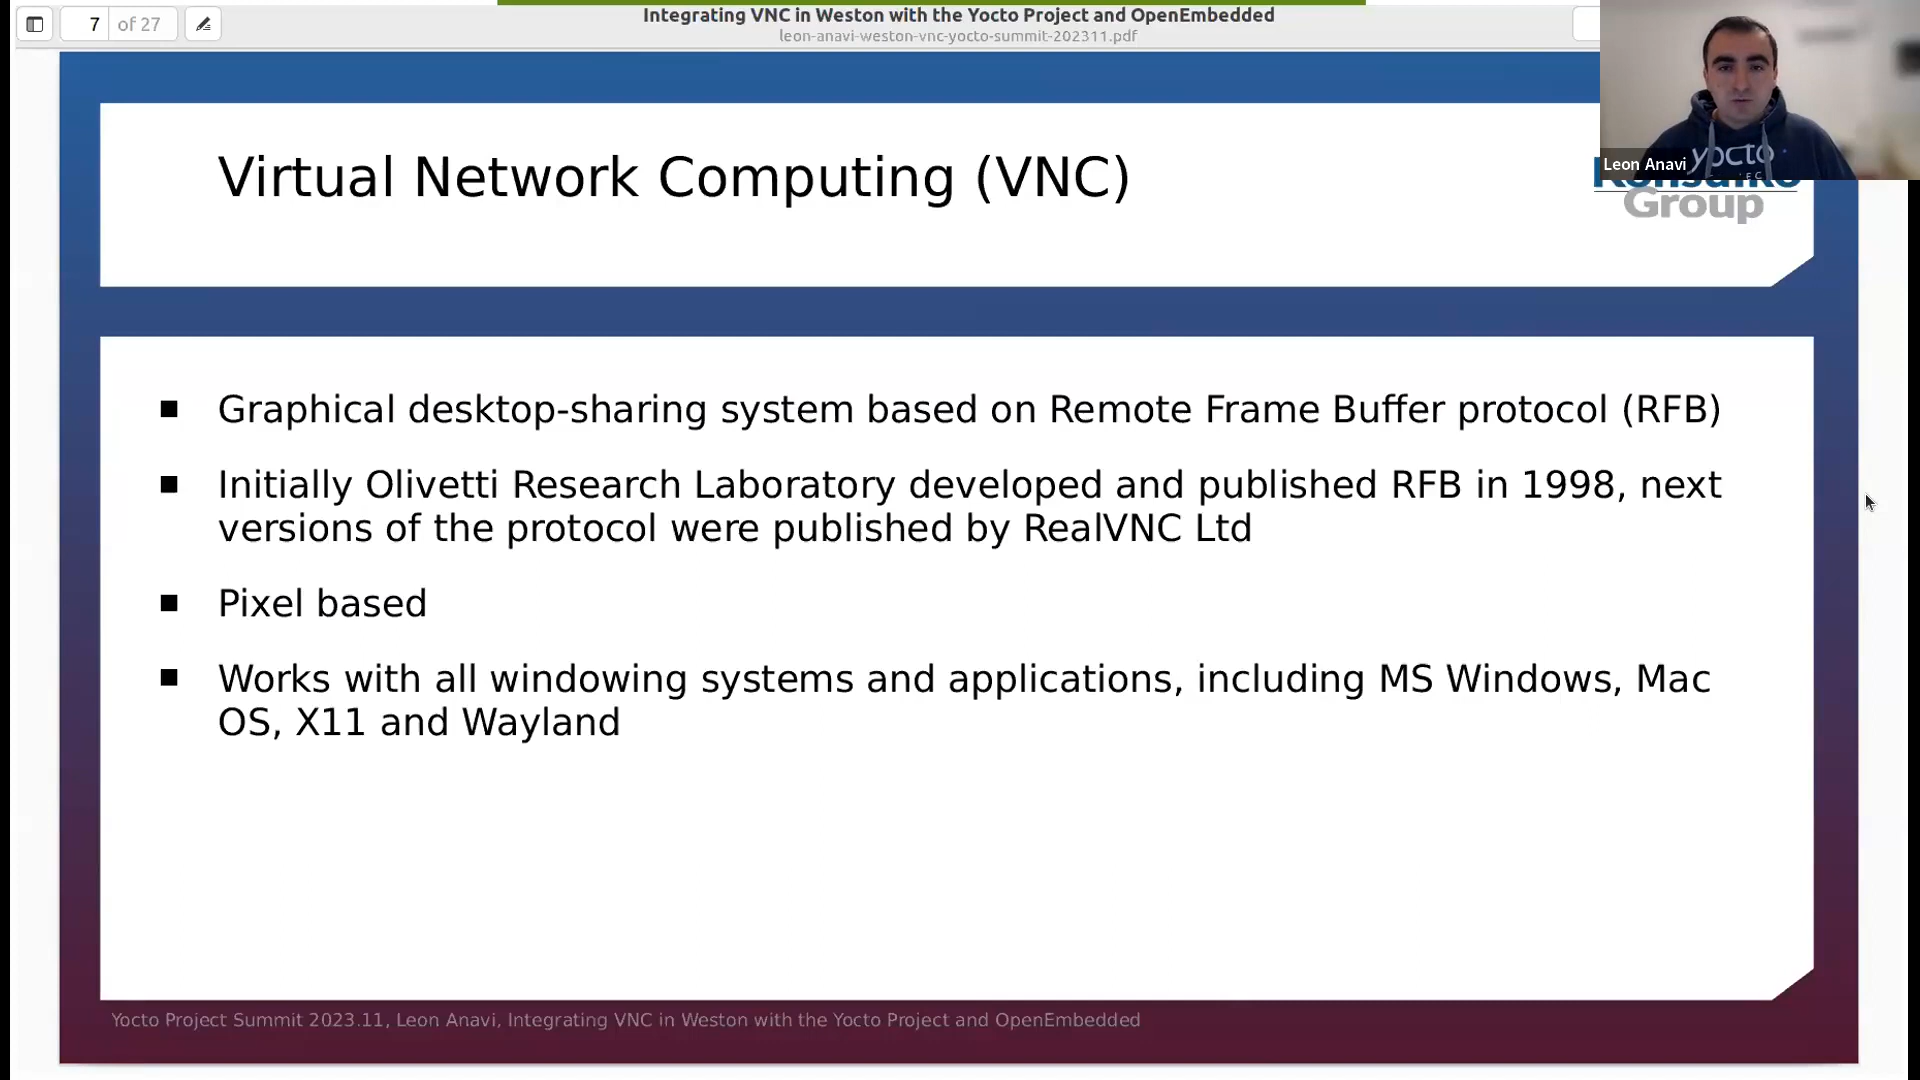 7 of 27
Integrating VNC in Weston with the Yocto Project and OpenEmbedded
leon-anavi-weston-vnc-yocto-summit-202311.pdf
Leon Anavi
yocto
Virtual Network Computing (VNC)
Group
Graphical desktop-sharing system based on Remote Frame Buffer protocol (RFB)
Initially Olivetti Research Laboratory developed and published RFB in 1998, next
versions of the protocol were published by RealVNC Ltd
Pixel based
Works with all windowing systems and applications, including MS Windows, Mac
OS, X11 and Wayland
Yocto Project Summit 2023.11, Leon Anavi, Integrating VNC in Weston with the Yocto Project and OpenEmbedded